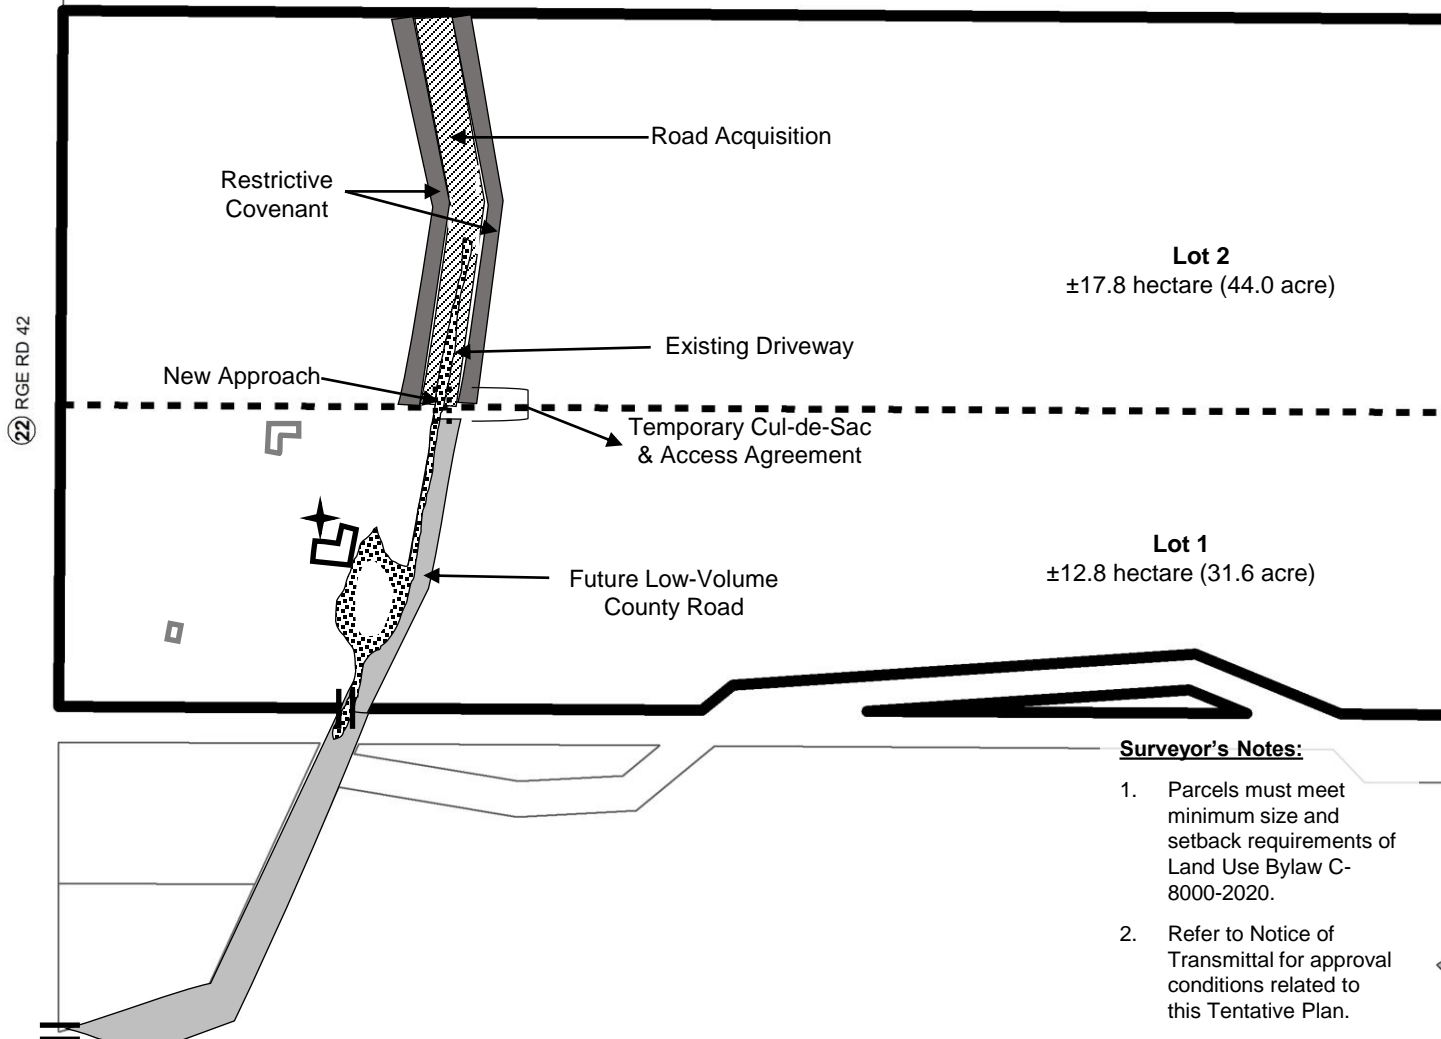 Road Acquisition
Restrictive
Covenant
Lot 2
±17.8 hectare (44.0 acre)
22 RGE RD 42
Existing Driveway
New Approach
Temporary Cul-de-Sac
& Access Agreement
Lot 1
±12.8 hectare (31.6 acre)
Future Low-Volume
County Road
Surveyor's Notes:
1. Parcels must meet
minimum size and
setback requirements of
Land Use Bylaw C-
8000-2020.
2. Refer to Notice of
Transmittal for approval
conditions related to
this Tentative Plan.